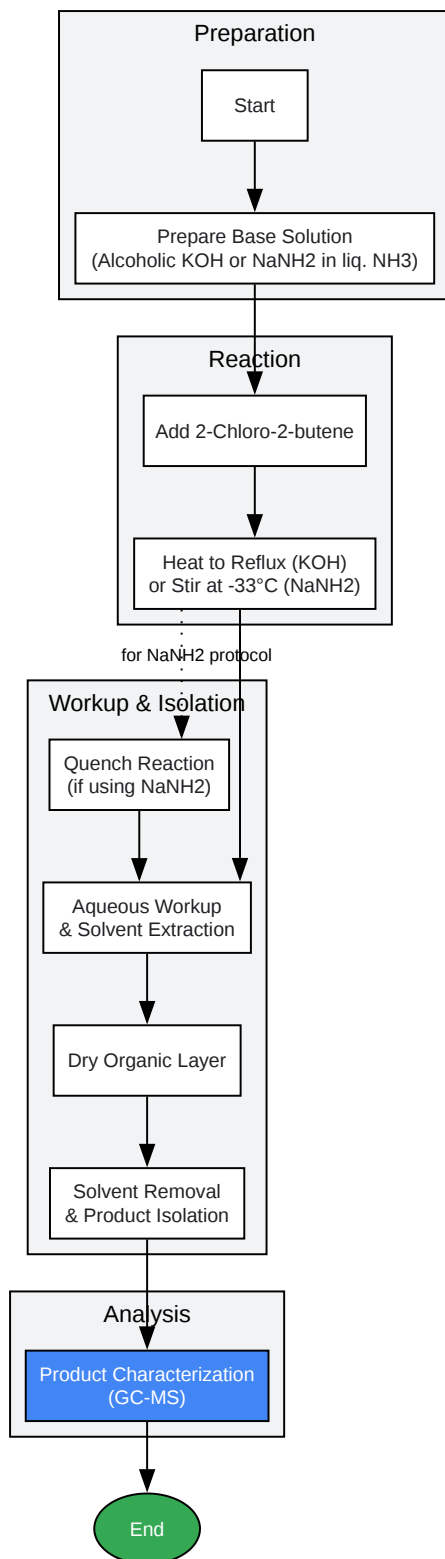 Preparation
Start
Prepare Base Solution
(Alcoholic KOH or NaNH2 in liq. NH3)
Reaction
Add 2-Chloro-2-butene
Heat to Reflux (KOH)
or Stir at -33°C (NaNH2)
for NaNH2 protocol
Workup & Isolation
Quench Reaction
(if using NaNH2)
Aqueous Workup
& Solvent Extraction
Dry Organic Layer
Solvent Removal
& Product Isolation
Analysis
Product Characterization
(GC-MS)
End